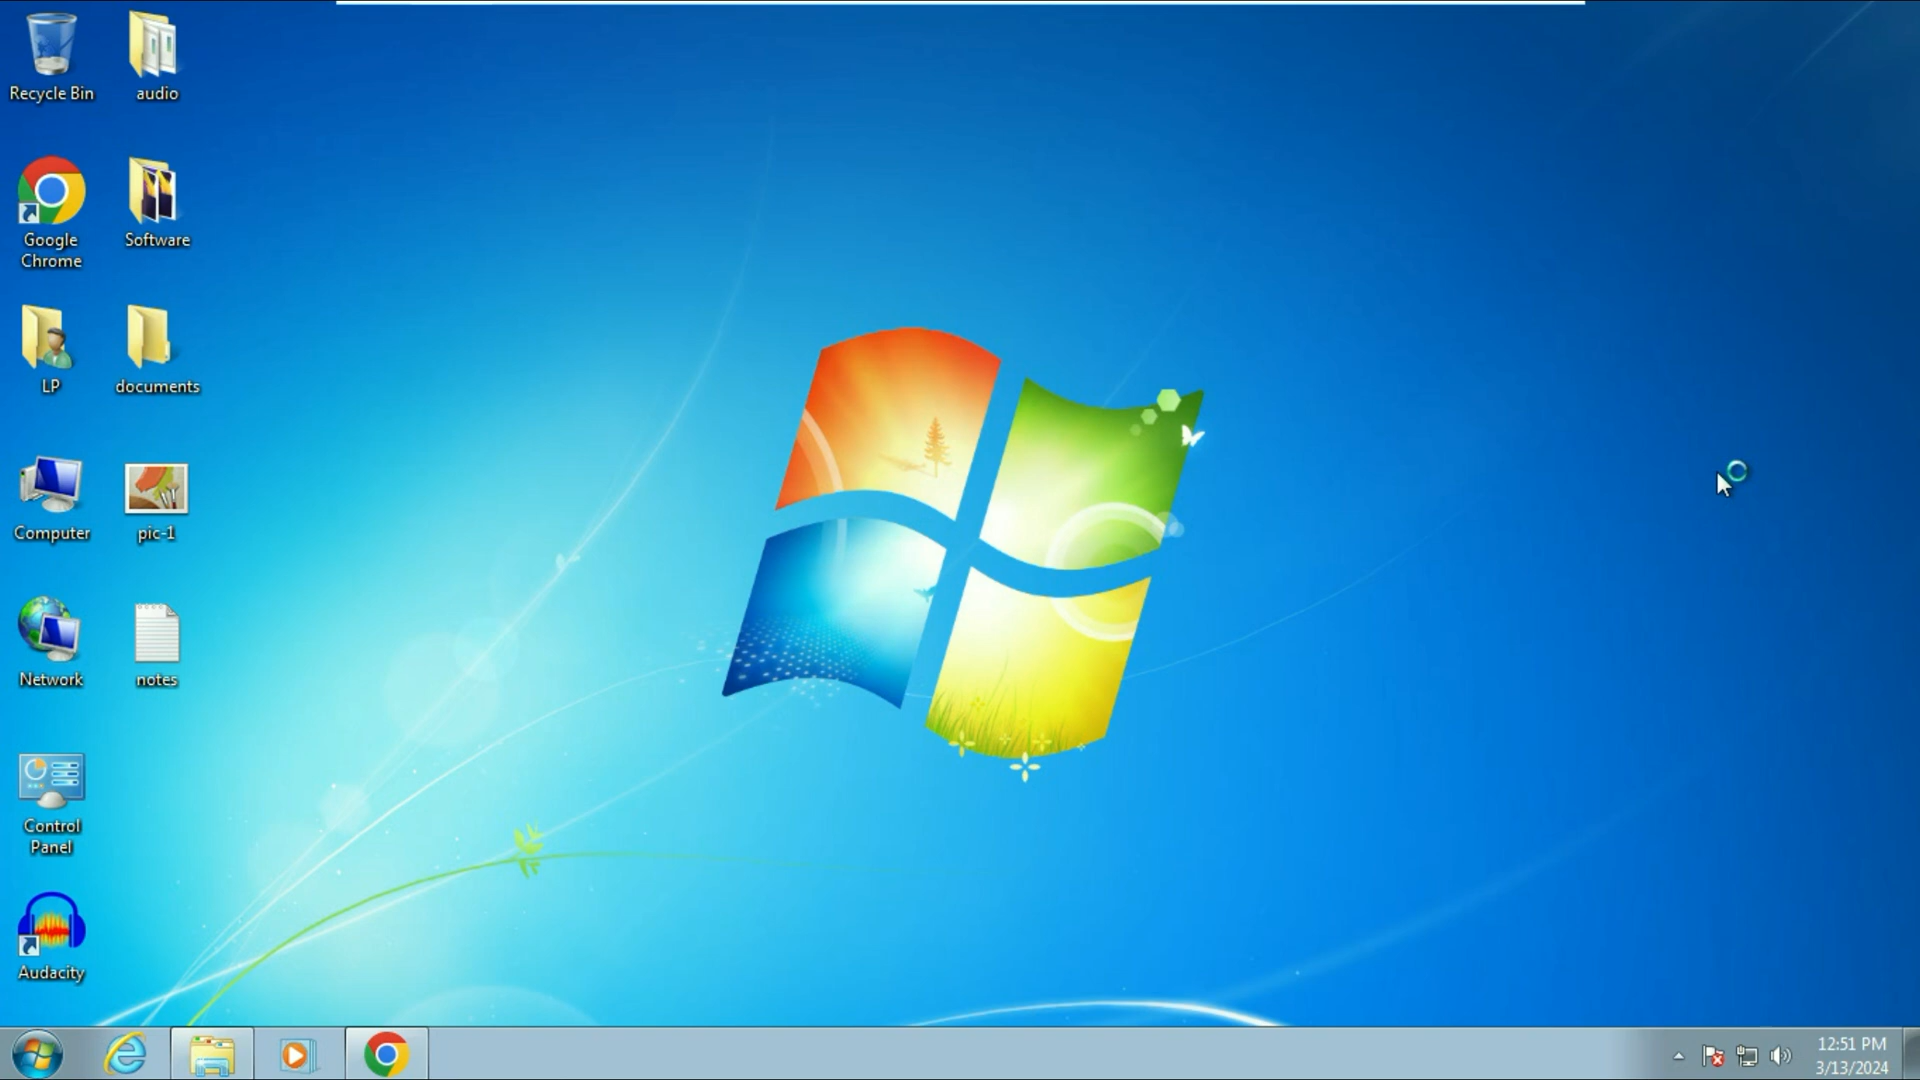 Recycle Bin
audio
Google
Chrome
Software
LP
documents
Computer
pic-1
Network
notes
Control
Panel
Audacity
12:51 PM
3/13/2024